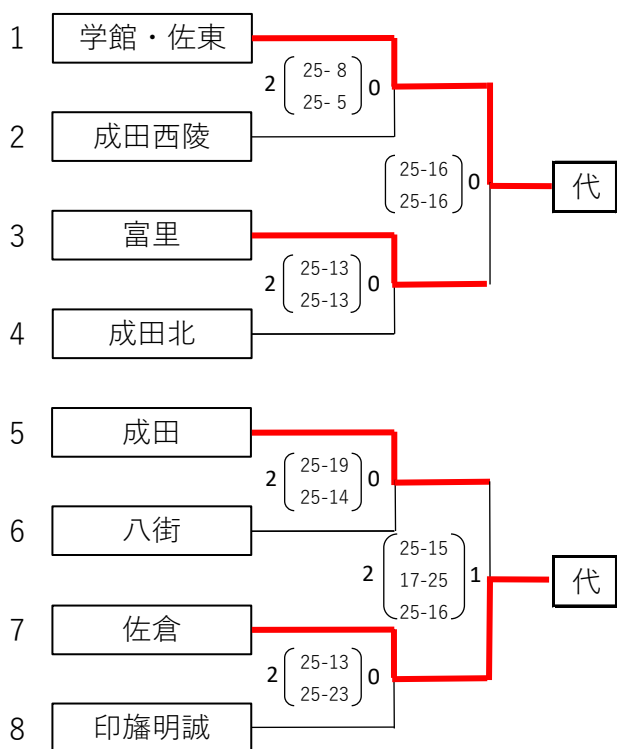 1 学館・佐東
2 25- 8 0
25- 5
2 成田西陵
25-16 0
25-16
代
3 富里
2 25-13 0
25-13
4 成田北
5 成田
2 25-19 0
25-14
6 八街
25-15
2 17-25 1
25-16
代
7 佐倉
2 25-13 0
25-23
8 印旛明誠